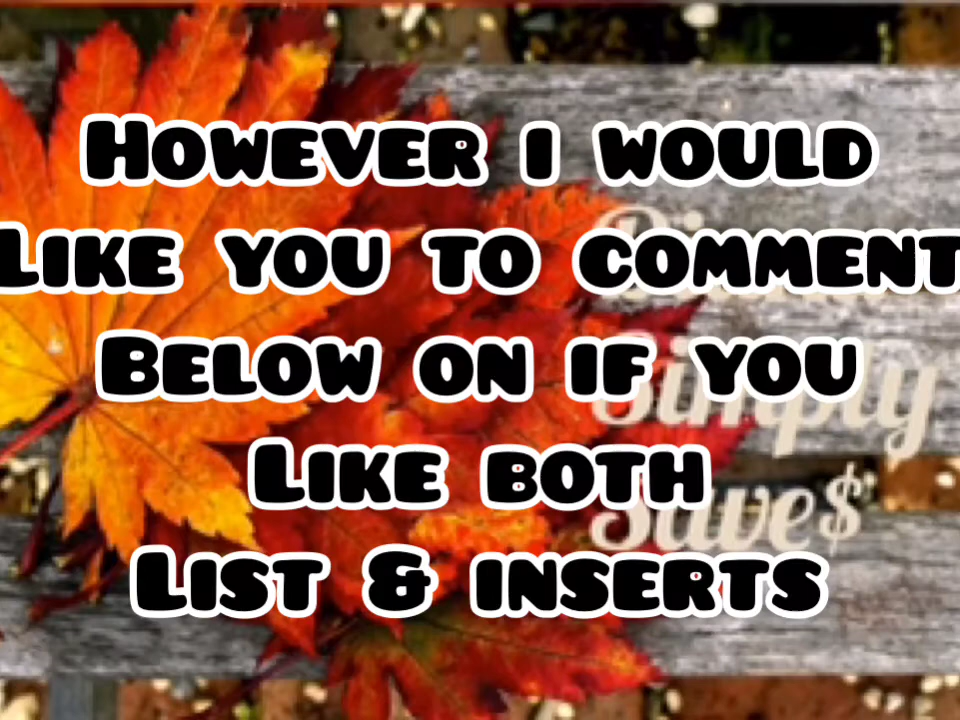 However i would
Like you to comment
Below on if you
Like both
List & inserts
Simply
Save$